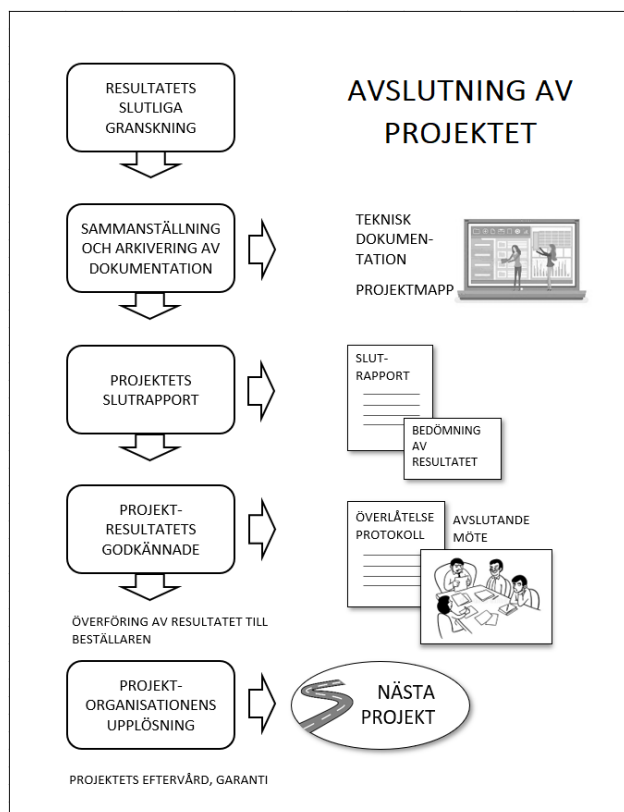 AVSLUTNING AV
PROJEKTET
RESULTATETS
SLUTLIGA
GRANSKNING
SAMMANSTÄLLNING
OCH ARKIVERING AV
DOKUMENTATION
TEKNISK
DOKUMEN-
TATION
PROJEKTMAPP
PROJEKTETS
SLUTRAPPORT
SLUT-
RAPPORT
BEDÖMNING
AV
RESULTATET
PROJEKT-
RESULTATETS
GODKÄNNADE
ÖVERLÅTELSE
PROTOKOLL
AVSLUTANDE
MÖTE
ÖVERFÖRING AV RESULTATET TILL
BESTÄLLAREN
PROJEKT-
ORGANISATIONENS
UPPLÖSNING
NÄSTA
PROJEKT
PROJEKTETS EFTERVÅRD, GARANTI